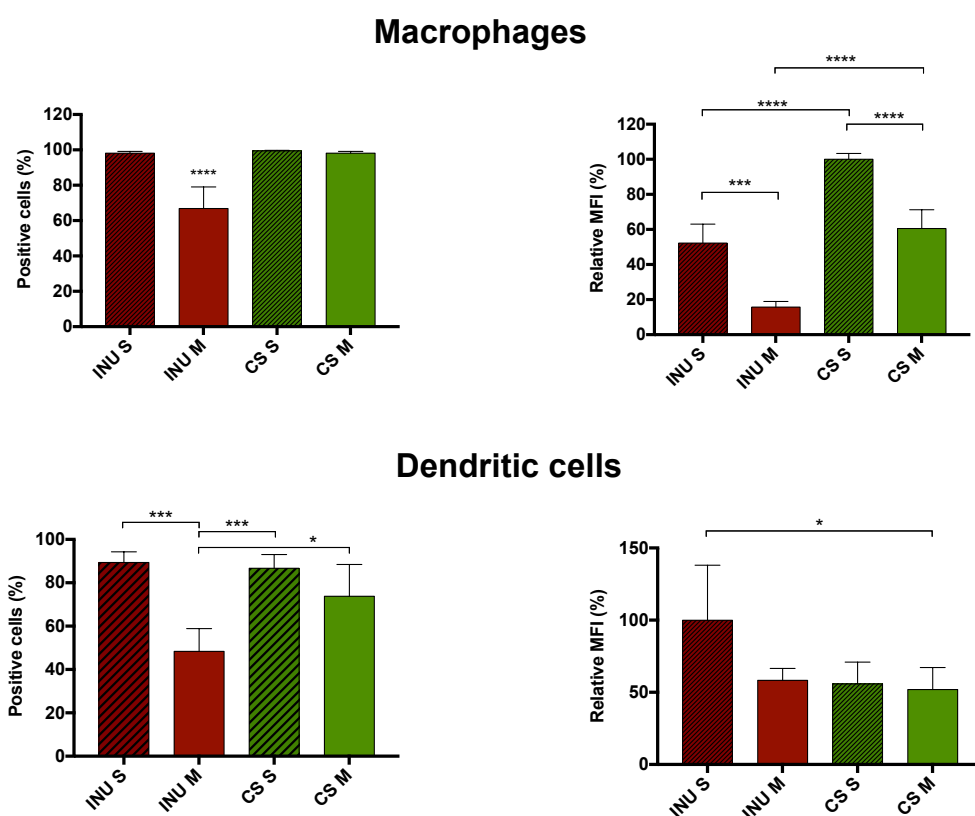 Macrophages
Positive cells (%)
120
100
80
60
40
20
0
****
INU S
INU M
CS S
CS M
Relative MFI (%)
120
100
80
60
40
20
0
****
****
****
***
INU S
INU M
CS S
CS M
Dendritic cells
Positive cells (%)
100
80
60
40
20
0
***
***
*
INU S
INU M
CS S
CS M
Relative MFI (%)
150
100
50
0
*
INU S
INU M
CS S
CS M